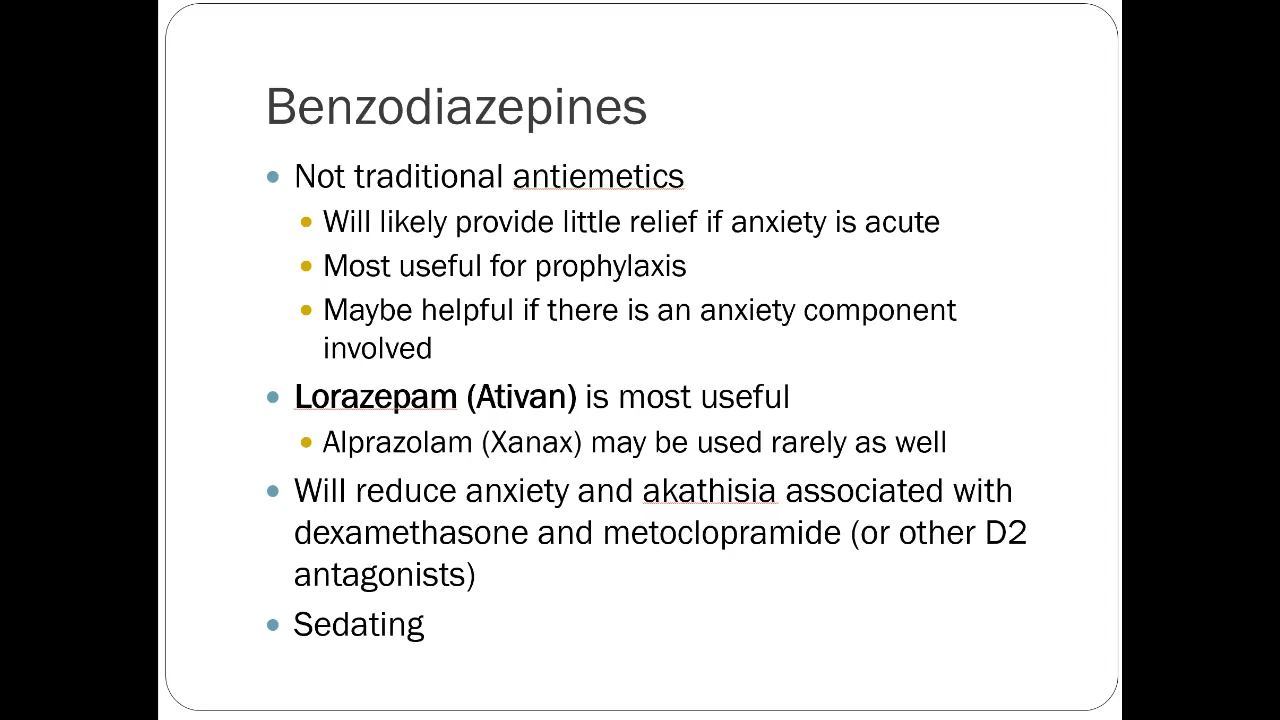 Benzodiazepines
Not traditional antiemetics
Will likely provide little relief if anxiety is acute
Most useful for prophylaxis
Maybe helpful if there is an anxiety component
involved
Lorazepam (Ativan) is most useful
Alprazolam (Xanax) may be used rarely as well
Will reduce anxiety and akathisia associated with
dexamethasone and metoclopramide (or other D2
antagonists)
Sedating